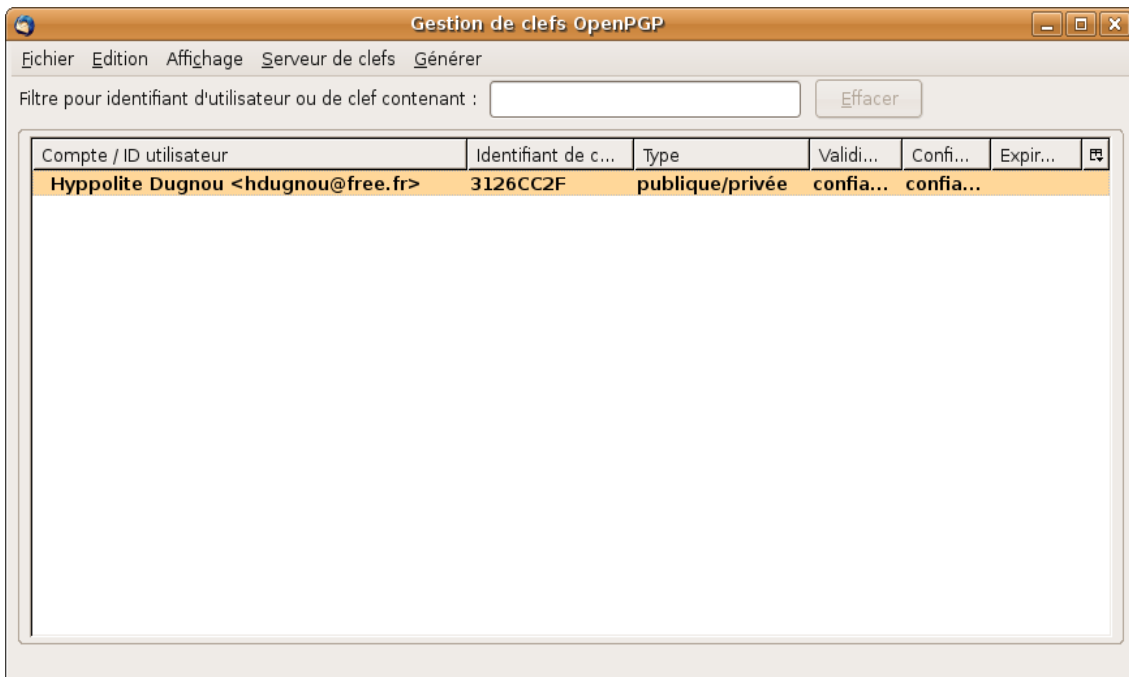 Gestion de clefs OpenPGP
Fichier Edition Affichage Serveur de clefs Générer
Filtre pour identifiant d'utilisateur ou de clef contenant : Effacer
Compte / ID utilisateur Identifiant de c... Type Validi... Confi... Expir...
Hyppolite Dugnou <hdugnou@free.fr> 3126CC2F publique/privée confia... confia...